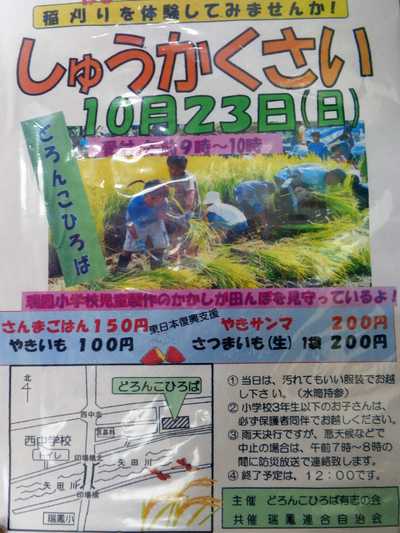 稲刈りを体験してみませんか!
しゅうかくさい
10月23日(日)
9時〜10時
どろんこひろば
瑞鳳小学校児童製作のかかしが田んぼを見守っているよ!
さんまごはん150円
東日本復興支援
やきサンマ 200円
やきいも 100円
さつまいも(生)1袋 200円
北
4
どろんこひろば
西中
西中学校
トイレ
矢田川
矢田川
印場橋
瑞鳳小
①当日は、汚れてもいい服装でお越
し下さい。(水筒持参)
②小学校3年生以下のお子さんは、
必ず保護者同伴でお越しください。
③雨天決行ですが、悪天候などで
中止の場合は、午前7時〜8時の
間に防災放送で連絡致します。
④終了予定は、12:00です。
主催 どろんこひろば有志の会
共催 瑞鳳連合自治会